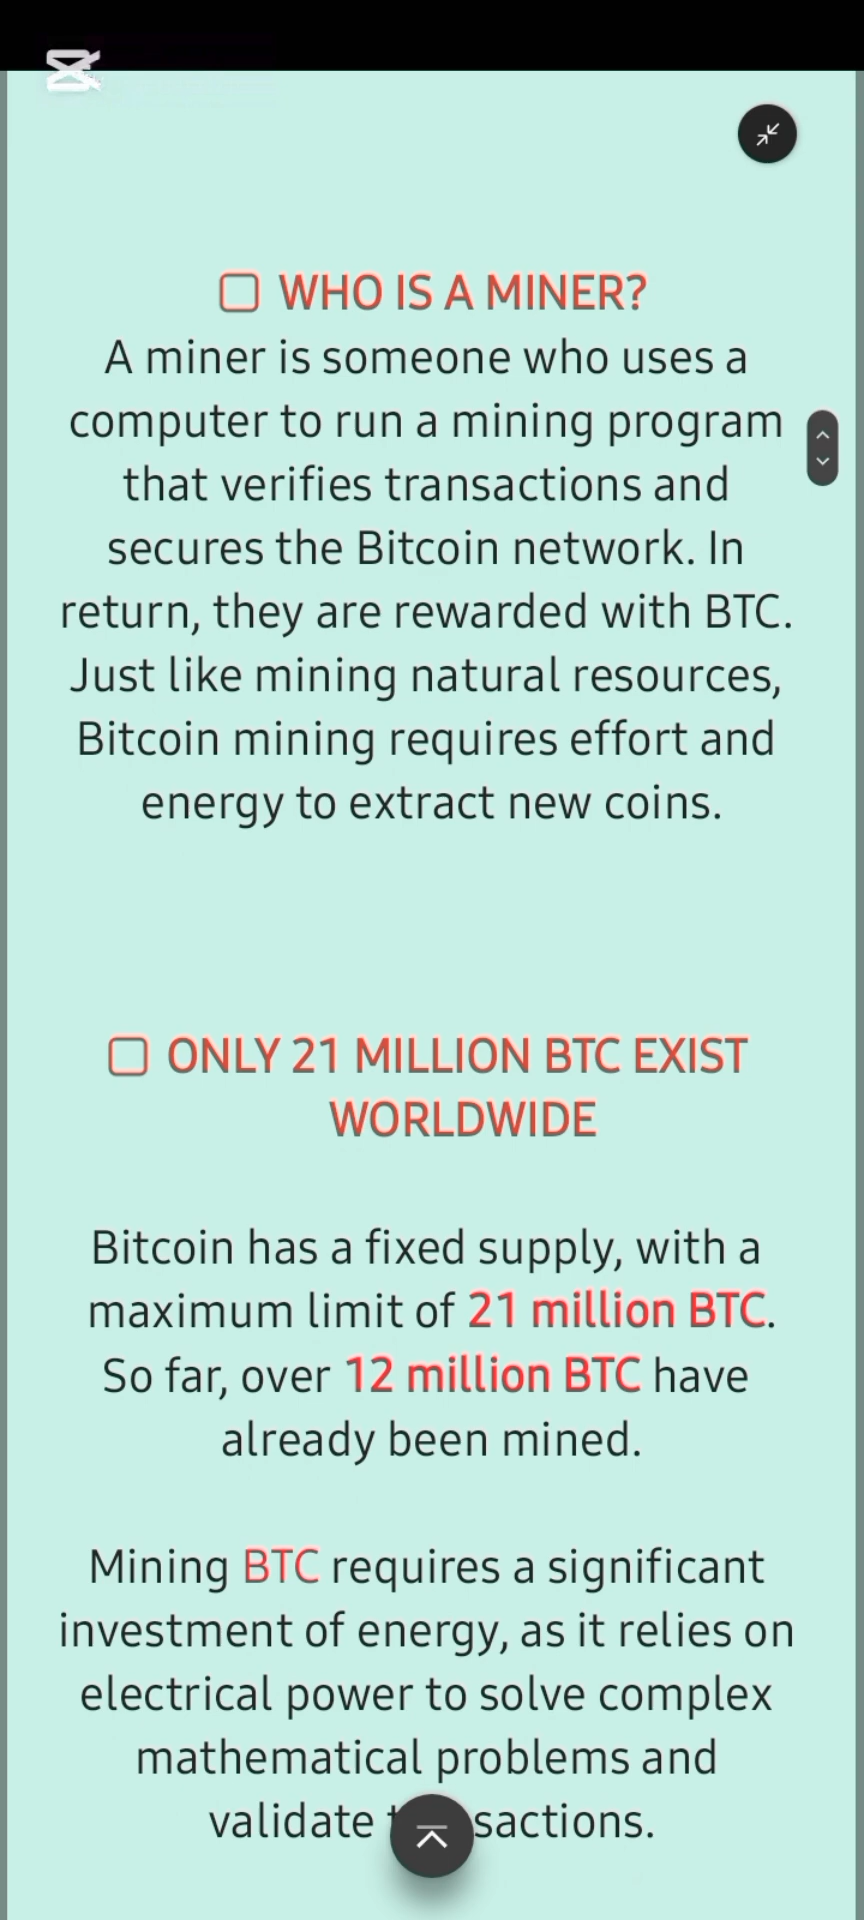 WHO IS A MINER?
A miner is someone who uses a
computer to run a mining program
that verifies transactions and
secures the Bitcoin network. In
return, they are rewarded with BTC.
Just like mining natural resources,
Bitcoin mining requires effort and
energy to extract new coins.
ONLY 21 MILLION BTC EXIST
WORLDWIDE
Bitcoin has a fixed supply, with a
maximum limit of 21 million BTC.
So far, over 12 million BTC have
already been mined.
Mining BTC requires a significant
investment of energy, as it relies on
electrical power to solve complex
mathematical problems and
validate